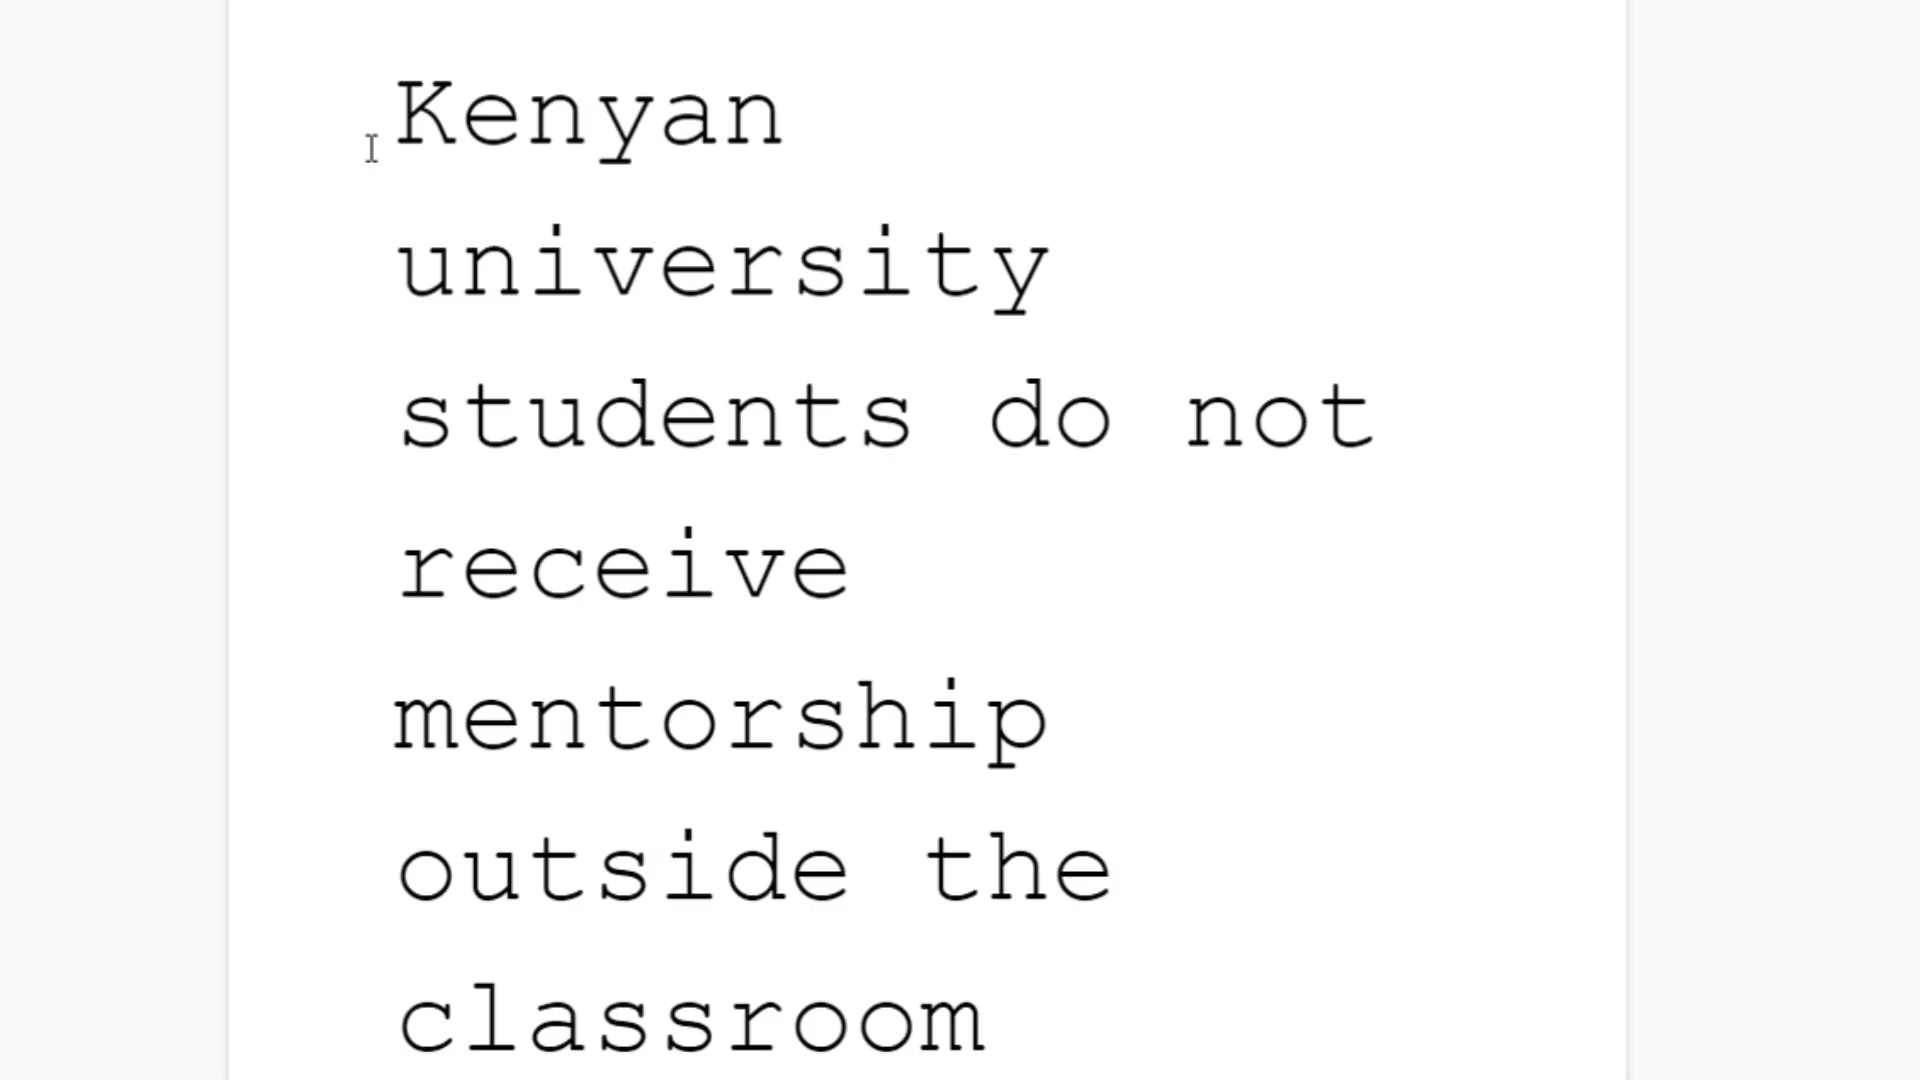 Kenyan
university
students do not
receive
mentorship
outside the
classroom